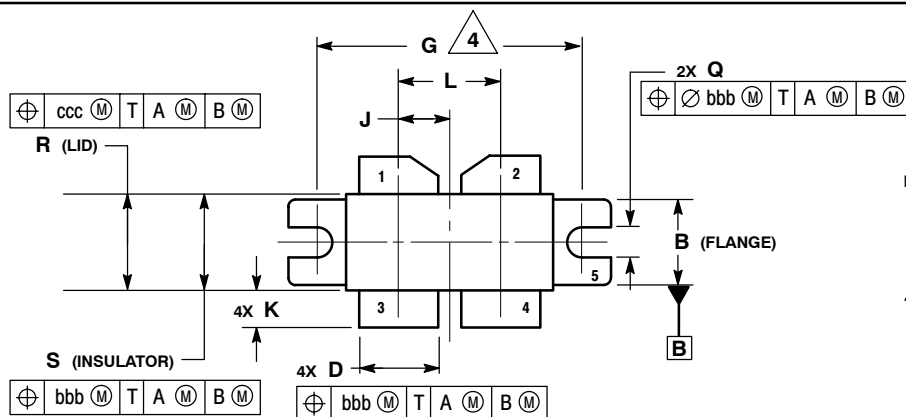 G 4
L
2X Q
⌖ ⌀ bbb Ⓜ T A Ⓜ B Ⓜ
⌖ ccc Ⓜ T A Ⓜ B Ⓜ
R (LID)
J
1 2
B (FLANGE)
5
4X K
3 4
B
S (INSULATOR)
⌖ bbb Ⓜ T A Ⓜ B Ⓜ
4X D
⌖ bbb Ⓜ T A Ⓜ B Ⓜ